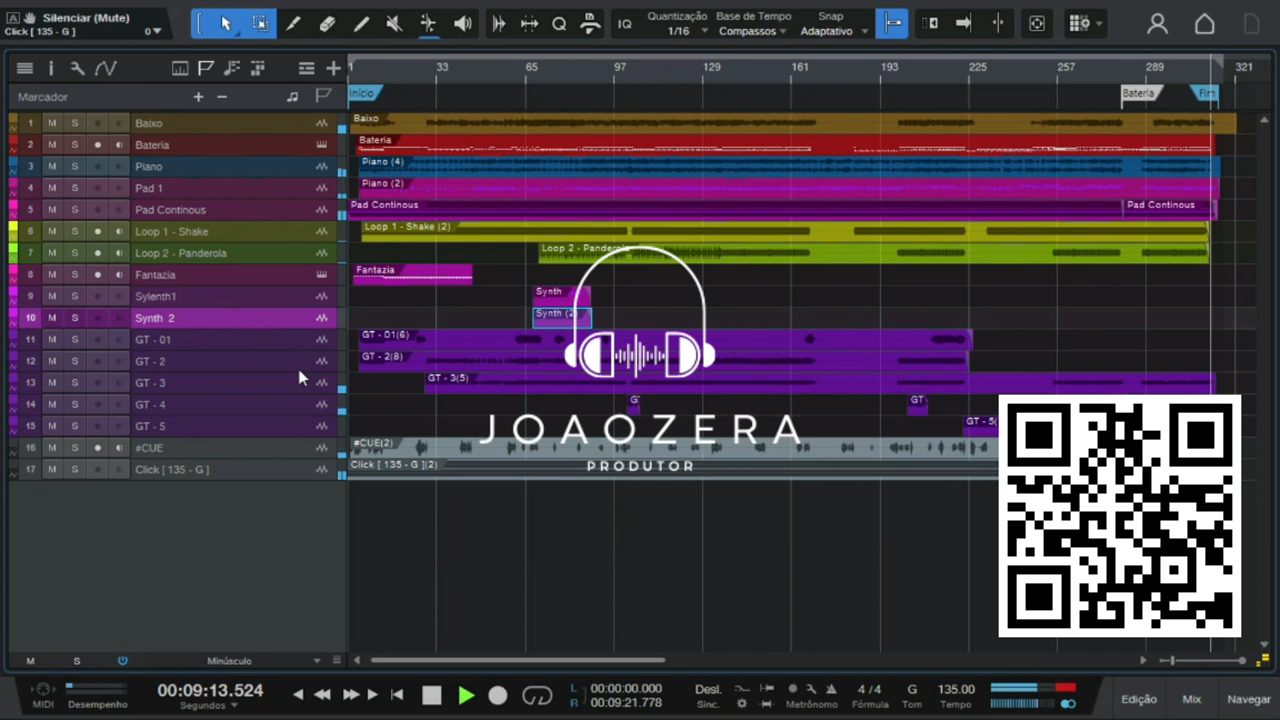 Silenciar (Mute)
Click [ 135 - G ] 0
IQ
Quantização
1/16
Base de Tempo
Compassos
Snap
Adaptativo
1 33 65 97 129 161 193 225 257 289 321
Marcador
Início Bateria Fim
1 M S Baixo
Baixo
2 M S Bateria
Bateria
3 M S Piano
Piano (4)
4 M S Pad 1
Piano (2)
5 M S Pad Continous
Pad Continous Pad Continous
6 M S Loop 1 - Shake
Loop 1 - Shake (2)
7 M S Loop 2 - Panderola
Loop 2 - Panderola
8 M S Fantazia
Fantazia
9 M S Sylenth1
Synth
10 M S Synth 2
Synth (2)
11 M S GT - 01
GT - 01(6)
12 M S GT - 2
GT - 2(8)
13 M S GT - 3
GT - 3(5)
14 M S GT - 4
GT
15 M S GT - 5
GT - 5(
16 M S #CUE
#CUE(2)
17 M S Click [ 135 - G ]
Click [ 135 - G ](2)
JOAOZERA
PRODUTOR
M S Minúsculo
MIDI
Desempenho
00:09:13.524
Segundos
L 00:00:00.000
R 00:09:21.778
Desl.
Sinc.
Metrônomo
4 / 4
Fórmula
G
Tom
135.00
Tempo
Edição Mix Navegar